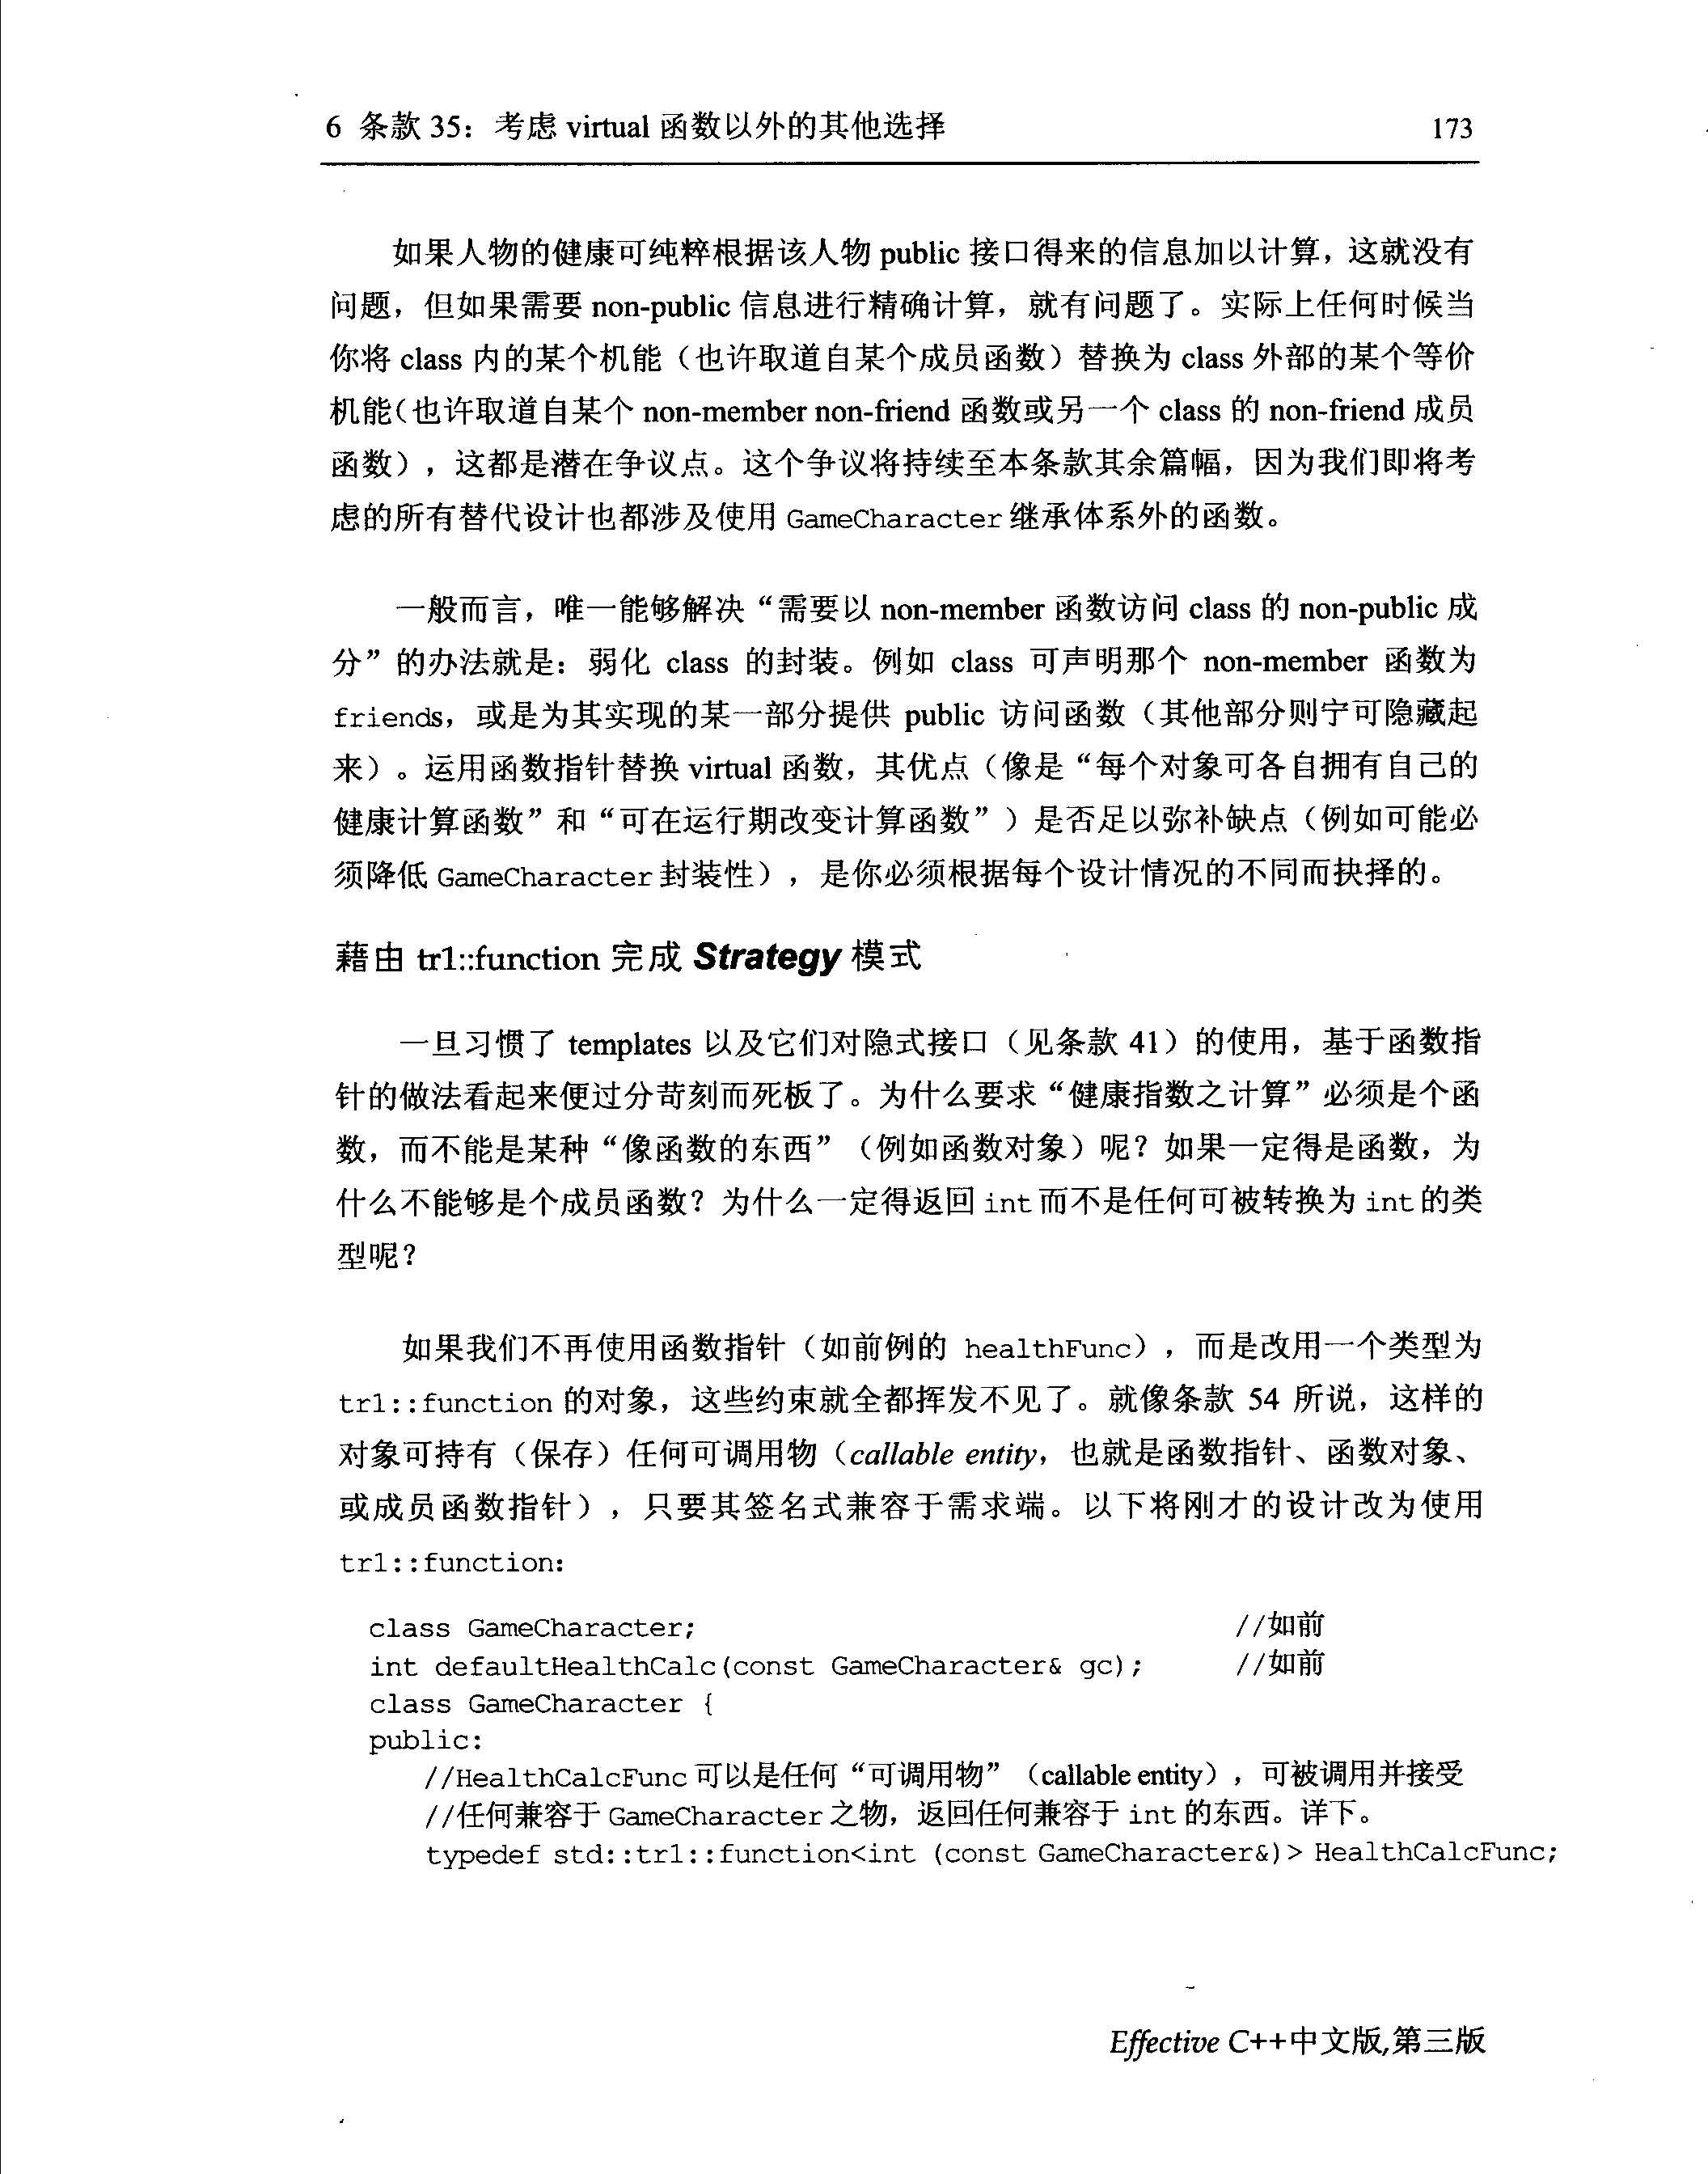 6 条款 35：考虑 virtual 函数以外的其他选择 173
如果人物的健康可纯粹根据该人物 public 接口得来的信息加以计算，这就没有
问题，但如果需要 non-public 信息进行精确计算，就有问题了。实际上任何时候当
你将 class 内的某个机能（也许取道自某个成员函数）替换为 class 外部的某个等价
机能（也许取道自某个 non-member non-friend 函数或另一个 class 的 non-friend 成员
函数），这都是潜在争议点。这个争议将持续至本条款其余篇幅，因为我们即将考
虑的所有替代设计也都涉及使用 GameCharacter 继承体系外的函数。
一般而言，唯一能够解决“需要以 non-member 函数访问 class 的 non-public 成
分”的办法就是：弱化 class 的封装。例如 class 可声明那个 non-member 函数为
friends，或是为其实现的某一部分提供 public 访问函数（其他部分则宁可隐藏起
来）。运用函数指针替换 virtual 函数，其优点（像是“每个对象可各自拥有自己的
健康计算函数”和“可在运行期改变计算函数”）是否足以弥补缺点（例如可能必
须降低 GameCharacter 封装性），是你必须根据每个设计情况的不同而抉择的。
藉由 tr1::function 完成 Strategy 模式
一旦习惯了 templates 以及它们对隐式接口（见条款 41）的使用，基于函数指
针的做法看起来便过分苛刻而死板了。为什么要求“健康指数之计算”必须是个函
数，而不能是某种“像函数的东西”（例如函数对象）呢？如果一定得是函数，为
什么不能够是个成员函数？为什么一定得返回 int 而不是任何可被转换为 int 的类
型呢？
如果我们不再使用函数指针（如前例的 healthFunc），而是改用一个类型为
tr1::function 的对象，这些约束就全都挥发不见了。就像条款 54 所说，这样的
对象可持有（保存）任何可调用物（callable entity，也就是函数指针、函数对象、
或成员函数指针），只要其签名式兼容于需求端。以下将刚才的设计改为使用
tr1::function:
class GameCharacter; //如前
int defaultHealthCalc(const GameCharacter& gc); //如前
class GameCharacter {
public:
//HealthCalcFunc 可以是任何“可调用物”（callable entity），可被调用并接受
//任何兼容于 GameCharacter 之物，返回任何兼容于 int 的东西。详下。
typedef std::tr1::function<int (const GameCharacter&)> HealthCalcFunc;
Effective C++中文版,第三版